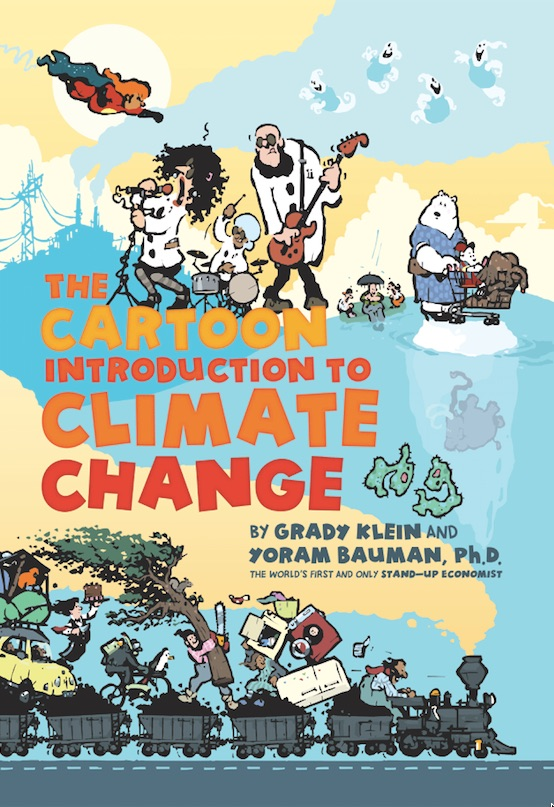 THE
CARTOON
INTRODUCTION TO
CLIMATE
CHANGE
BY GRADY KLEIN AND
YORAM BAUMAN, Ph.D.
THE WORLD'S FIRST AND ONLY STAND-UP ECONOMIST